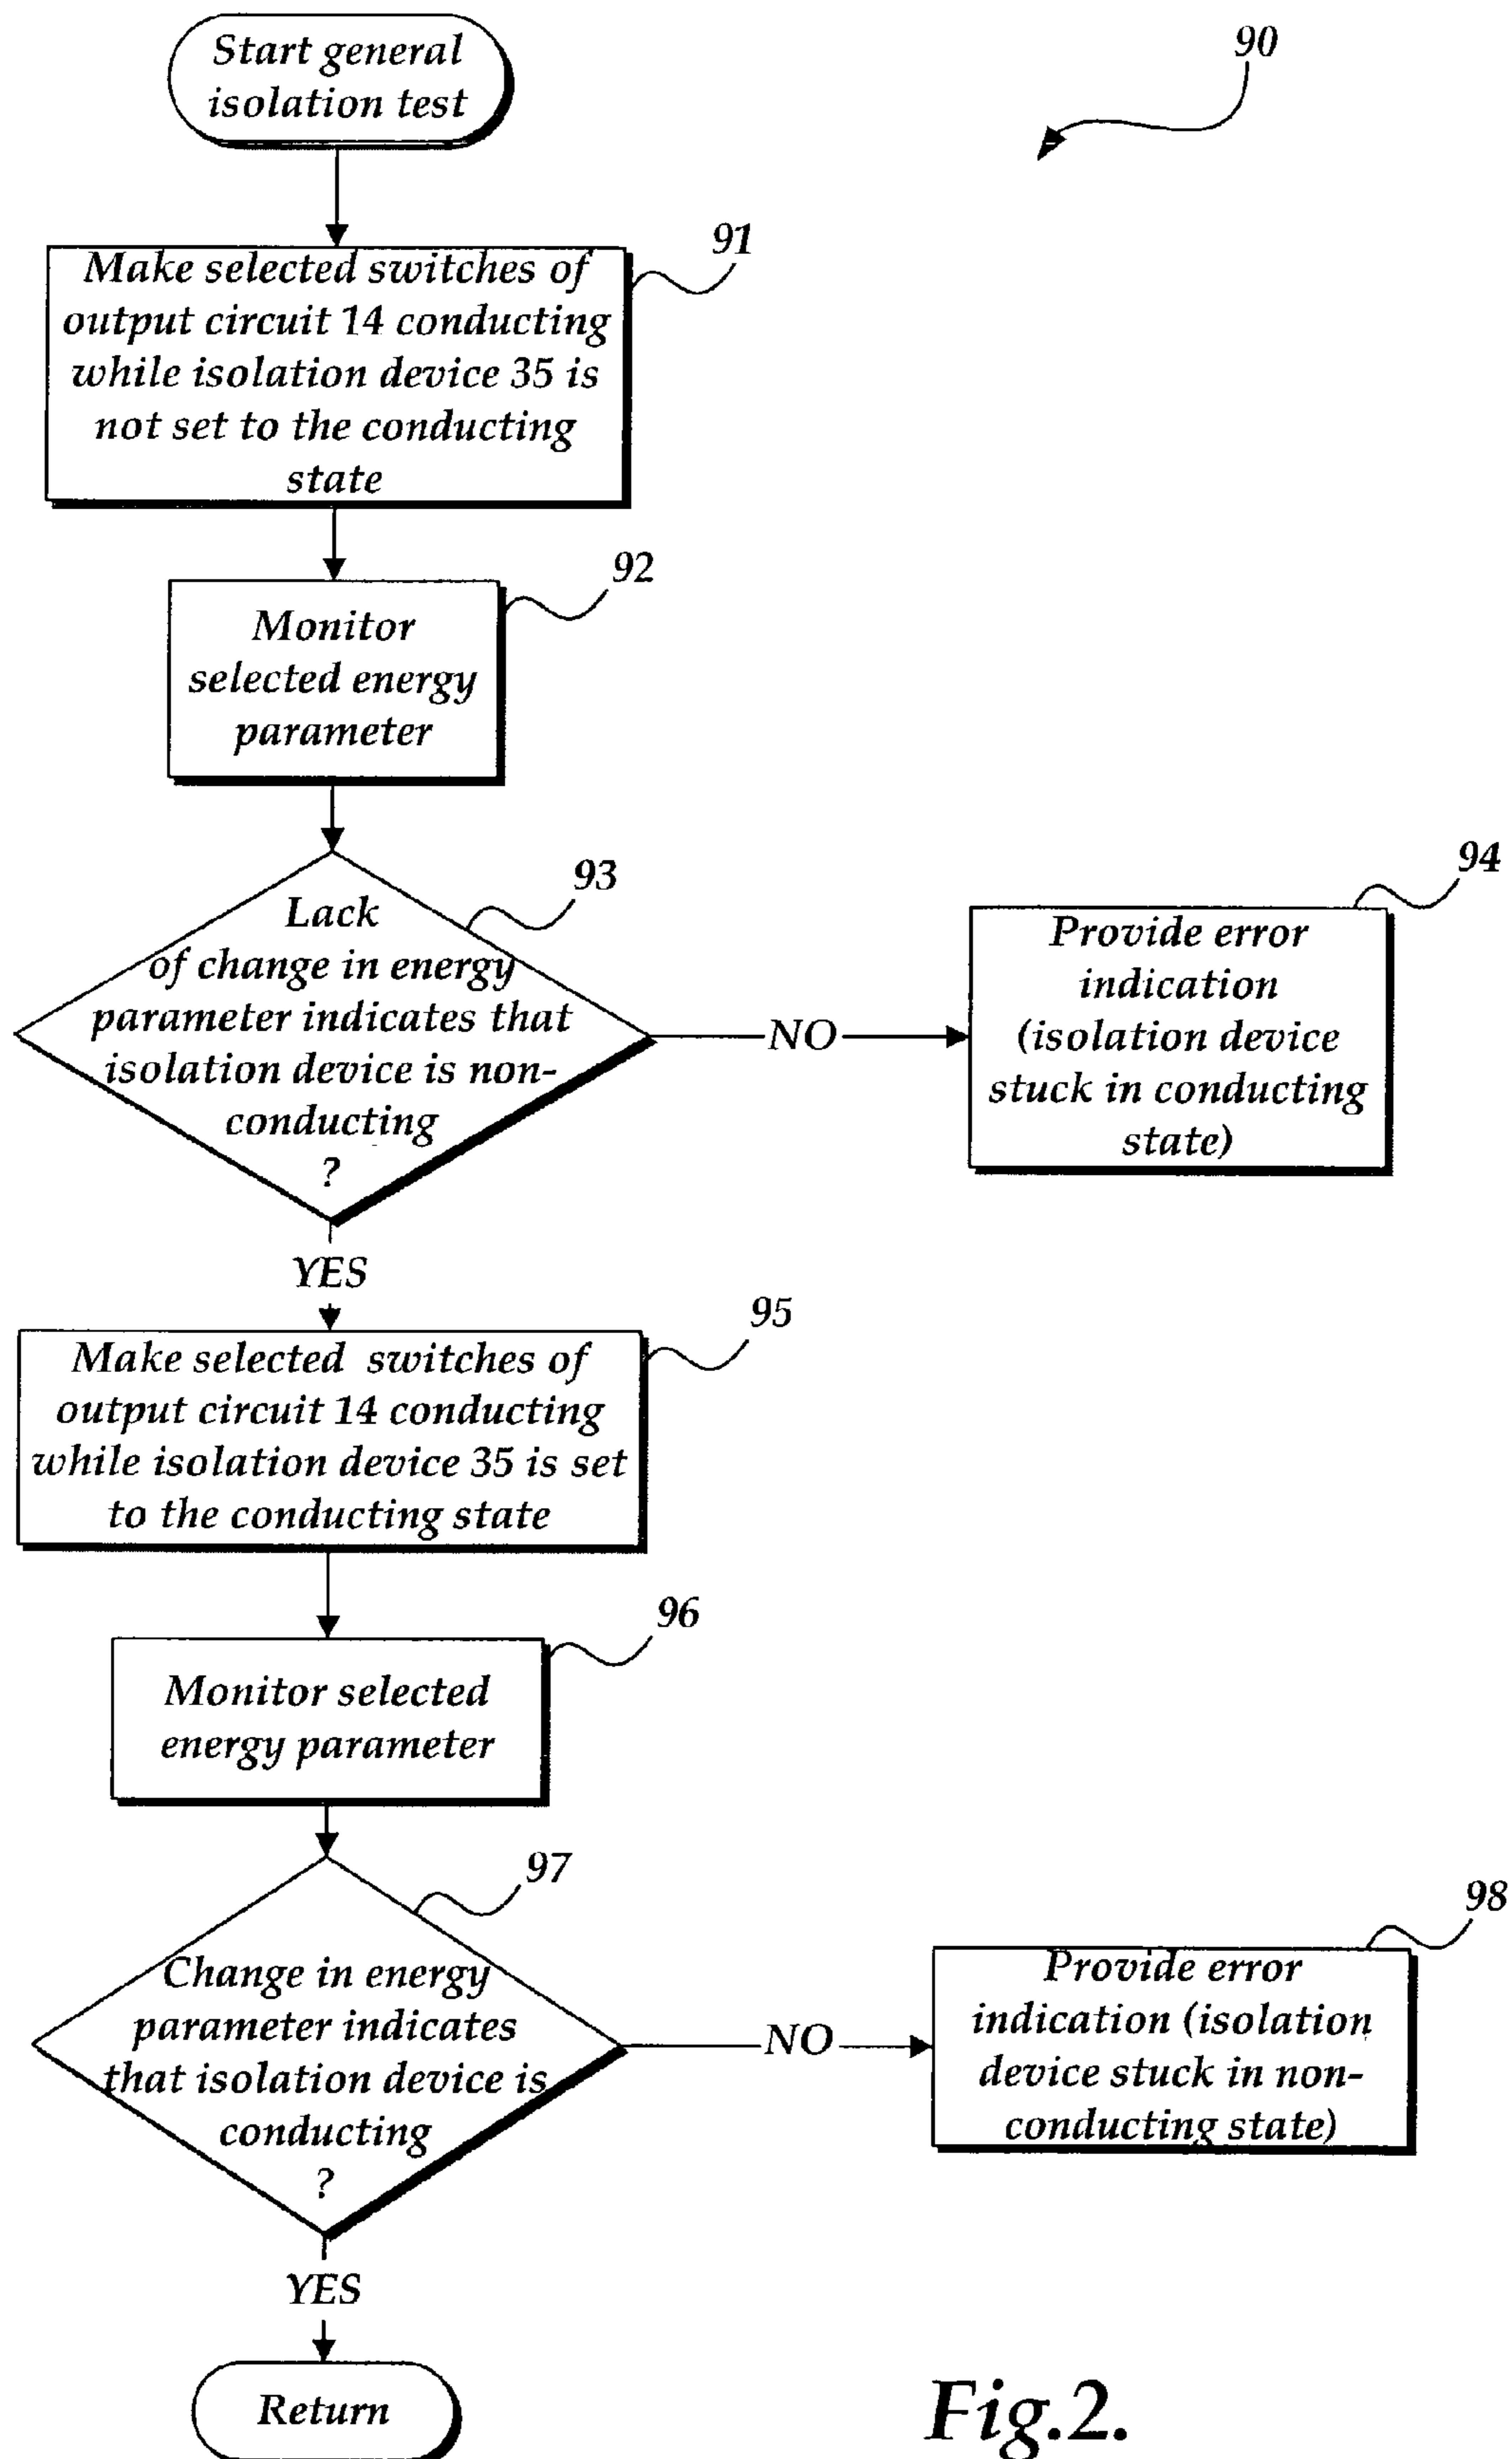 Start general
isolation test
90
Make selected switches of
output circuit 14 conducting
while isolation device 35 is
not set to the conducting
state
91
Monitor
selected energy
parameter
92
Lack
of change in energy
parameter indicates that
isolation device is non-
conducting
?
93
NO
Provide error
indication
(isolation device
stuck in conducting
state)
94
YES
Make selected switches of
output circuit 14 conducting
while isolation device 35 is set
to the conducting state
95
Monitor selected
energy parameter
96
Change in energy
parameter indicates
that isolation device is
conducting
?
97
NO
Provide error
indication (isolation
device stuck in non-
conducting state)
98
YES
Return
Fig.2.